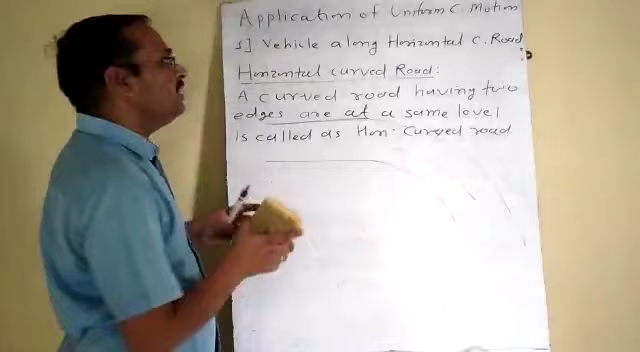 Application of Uniform C. Motion
1] Vehicle along Horizontal C. Road
Horizontal curved Road:
A curved road having two
edges are at a same level
is called as Hori. Curved road